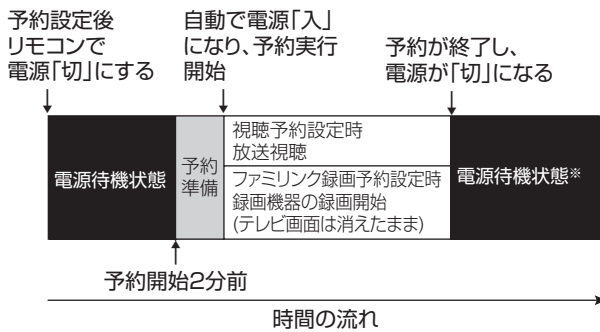 予約設定後
リモコンで
電源「切」にする
自動で電源「入」
になり、予約実行
開始
予約が終了し、
電源が「切」になる
電源待機状態
予約
準備
視聴予約設定時
放送視聴
ファミリンク録画予約設定時
録画機器の録画開始
(テレビ画面は消えたまま)
電源待機状態※
予約開始2分前
時間の流れ